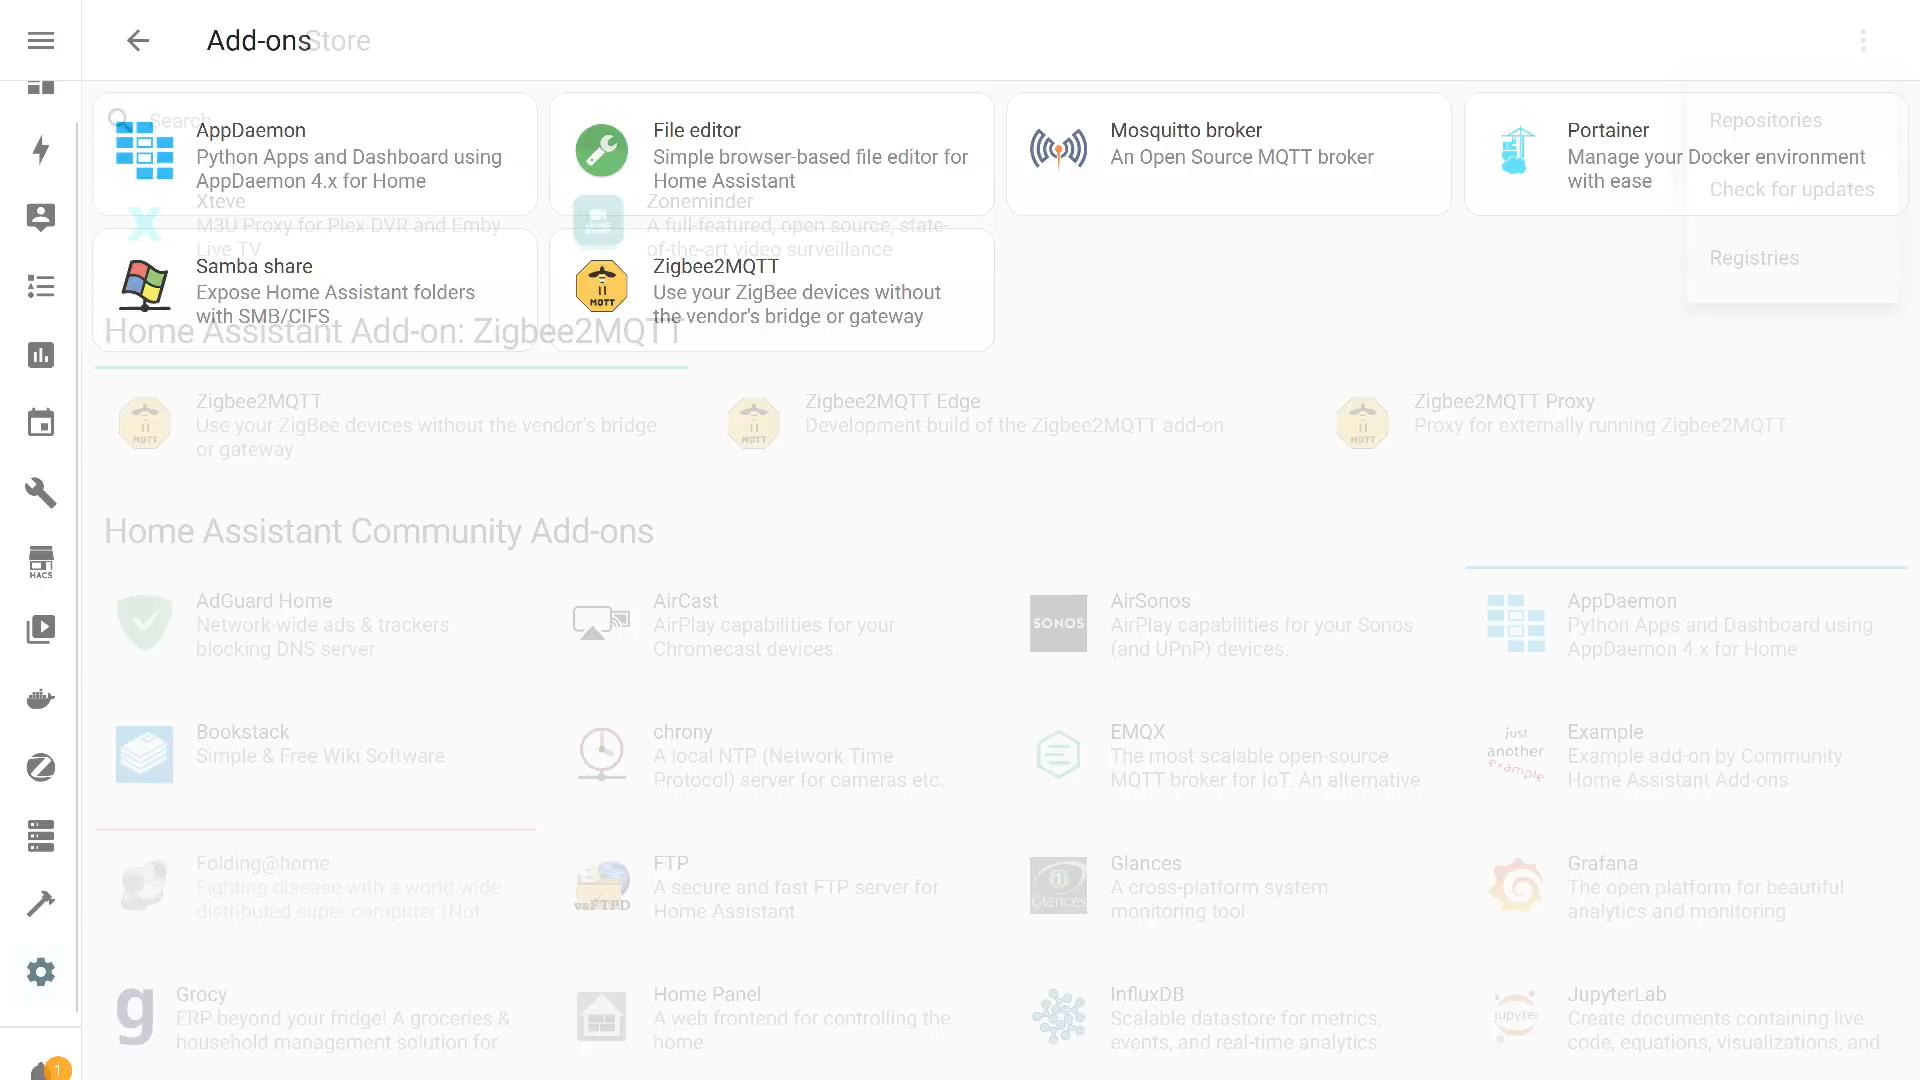 Add-ons
Store
Search
AppDaemon
Python Apps and Dashboard using
AppDaemon 4.x for Home
File editor
Simple browser-based file editor for
Home Assistant
Mosquitto broker
An Open Source MQTT broker
Portainer
Manage your Docker environment
with ease
Repositories
Check for updates
Registries
Xteve
M3U Proxy for Plex DVR and Emby
Live TV
Zoneminder
A full-featured, open source, state-
of-the-art video surveillance
Samba share
Expose Home Assistant folders
with SMB/CIFS
MQTT
Zigbee2MQTT
Use your ZigBee devices without
the vendor's bridge or gateway
Home Assistant Add-on: Zigbee2MQTT
MQTT
Zigbee2MQTT
Use your ZigBee devices without the vendor's bridge
or gateway
MQTT
Zigbee2MQTT Edge
Development build of the Zigbee2MQTT add-on
MQTT
Zigbee2MQTT Proxy
Proxy for externally running Zigbee2MQTT
Home Assistant Community Add-ons
HACS
AdGuard Home
Network-wide ads & trackers
blocking DNS server
AirCast
AirPlay capabilities for your
Chromecast devices.
SONOS
AirSonos
AirPlay capabilities for your Sonos
(and UPnP) devices.
AppDaemon
Python Apps and Dashboard using
AppDaemon 4.x for Home
Bookstack
Simple & Free Wiki Software
chrony
A local NTP (Network Time
Protocol) server for cameras etc.
EMQX
The most scalable open-source
MQTT broker for IoT. An alternative
just
another
example
Example
Example add-on by Community
Home Assistant Add-ons
Folding@home
Fighting disease with a world wide
distributed super computer (Not
vsFTPD
FTP
A secure and fast FTP server for
Home Assistant
Glances
Glances
A cross-platform system
monitoring tool
Grafana
The open platform for beautiful
analytics and monitoring
g
Grocy
ERP beyond your fridge! A groceries &
household management solution for
Home Panel
A web frontend for controlling the
home
InfluxDB
Scalable datastore for metrics,
events, and real-time analytics
jupyter
JupyterLab
Create documents containing live
code, equations, visualizations, and
1